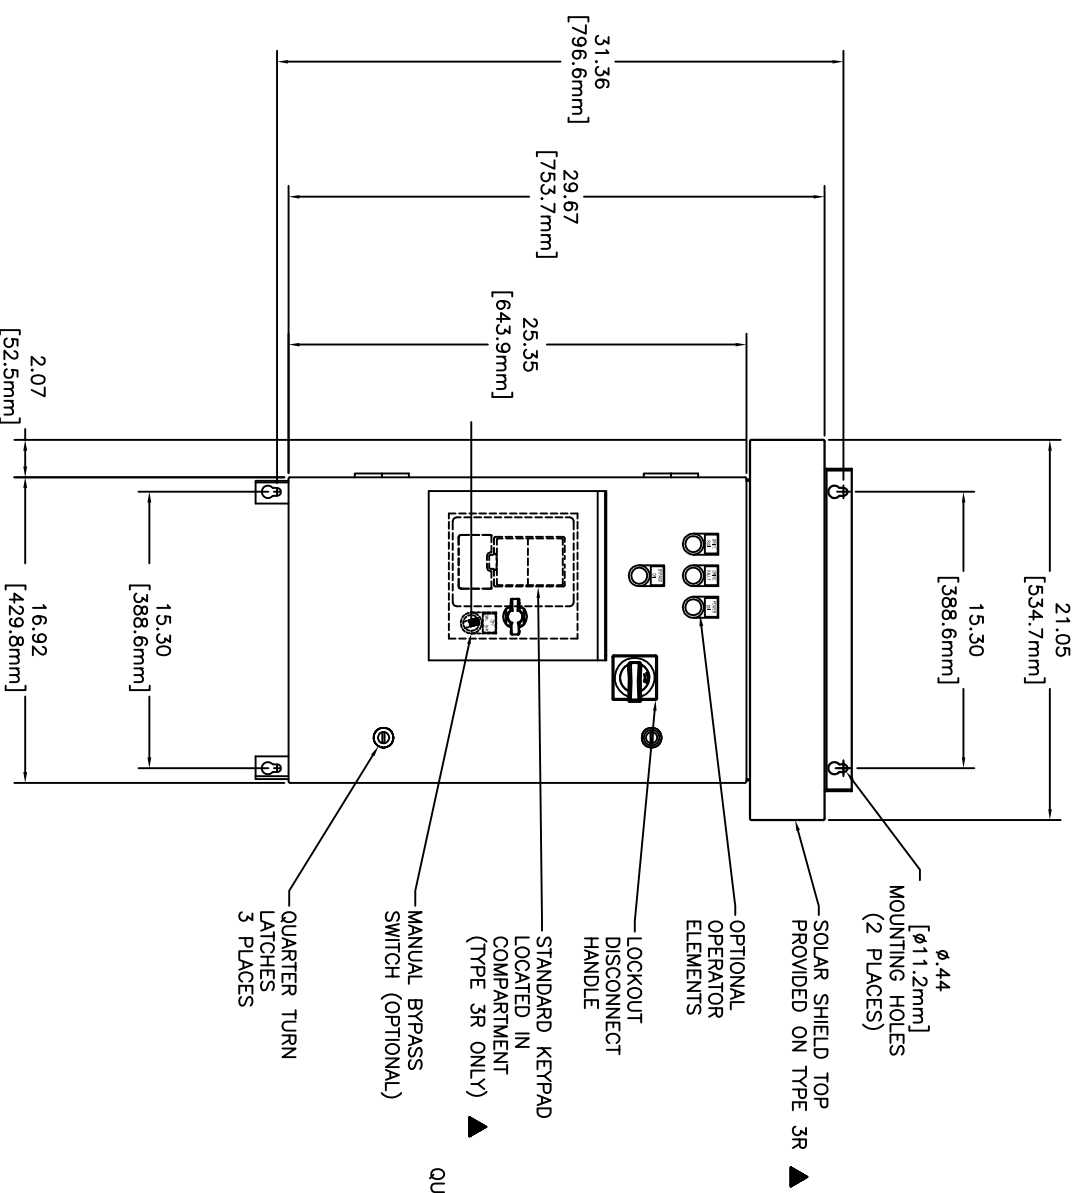 31.36
[796.6mm]
29.67
[753.7mm]
25.35
[643.9mm]
2.07
[52.5mm]
21.05
[534.7mm]
15.30
[388.6mm]
15.30
[388.6mm]
16.92
[429.8mm]
ø.44
[ø11.2mm]
MOUNTING HOLES
(2 PLACES)
SOLAR SHIELD TOP
PROVIDED ON TYPE 3R
OPTIONAL
OPERATOR
ELEMENTS
LOCKOUT
DISCONNECT
HANDLE
STANDARD KEYPAD
LOCATED IN
COMPARTMENT
(TYPE 3R ONLY)
MANUAL BYPASS
SWITCH (OPTIONAL)
QUARTER TURN
LATCHES
3 PLACES
QU